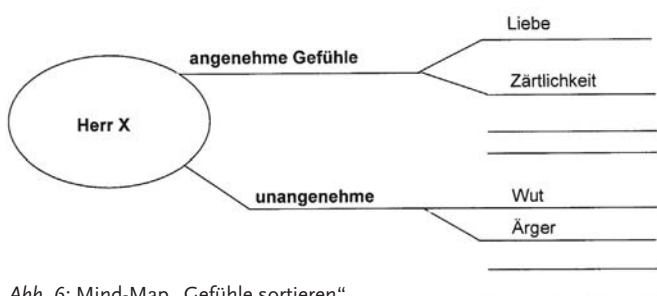 Liebe
angenehme Gefühle
Zärtlichkeit
Herr X
unangenehme
Wut
Ärger
Abb. 6: Mind-Map „Gefühle sortieren“